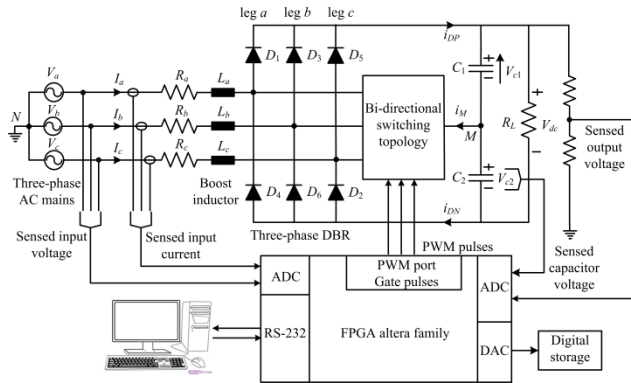 leg a leg b leg c
i_DP
D1 D3 D5
C1
V_c1
V_a I_a R_a L_a
N V_b I_b R_b L_b
V_c I_c R_c L_c
Bi-directional
switching
topology
i_M
M
R_L
V_dc
Sensed
output
voltage
Three-phase
AC mains
Boost
inductor
C2
V_c2
D4 D6 D2
i_DN
Sensed input
voltage
Sensed input
current
Three-phase DBR
PWM pulses
Sensed
capacitor
voltage
ADC
PWM port
Gate pulses
ADC
RS-232
FPGA altera family
DAC
Digital
storage